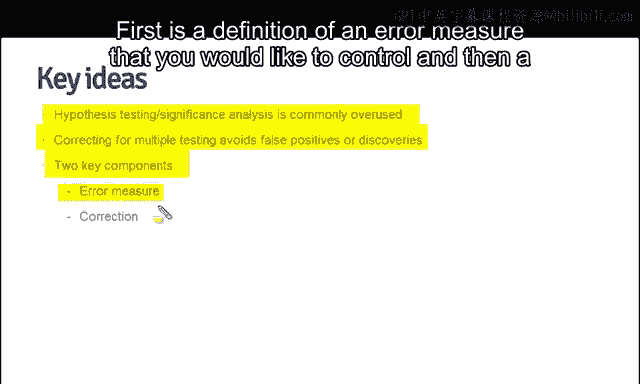 First is a definition of an error measure
that you would like to control and then a
Key ideas
Hypothesis testing/significance analysis is commonly overused
Correcting for multiple testing avoids false positives or discoveries
Two key components
- Error measure
- Correction